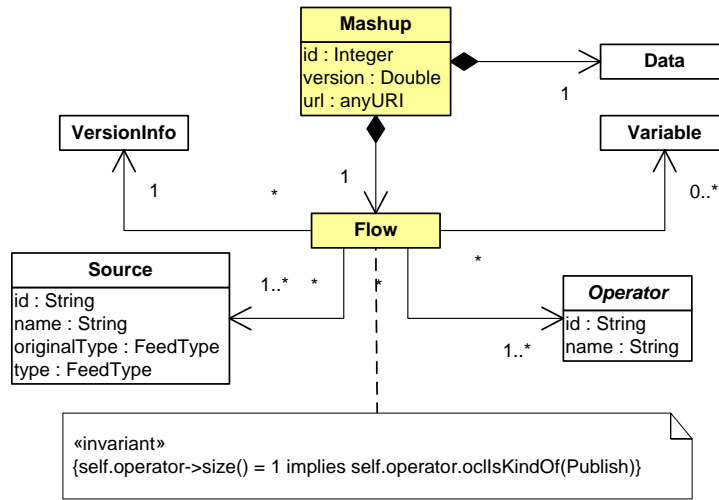 Mashup
id : Integer
version : Double
url : anyURI
Data
1
VersionInfo
Variable
1
*
1
0..*
Flow
*
Source
1..*
*
*
Operator
id : String
name : String
originalType : FeedType
type : FeedType
id : String
name : String
1..*
«invariant»
{self.operator->size() = 1 implies self.operator.oclIsKindOf(Publish)}